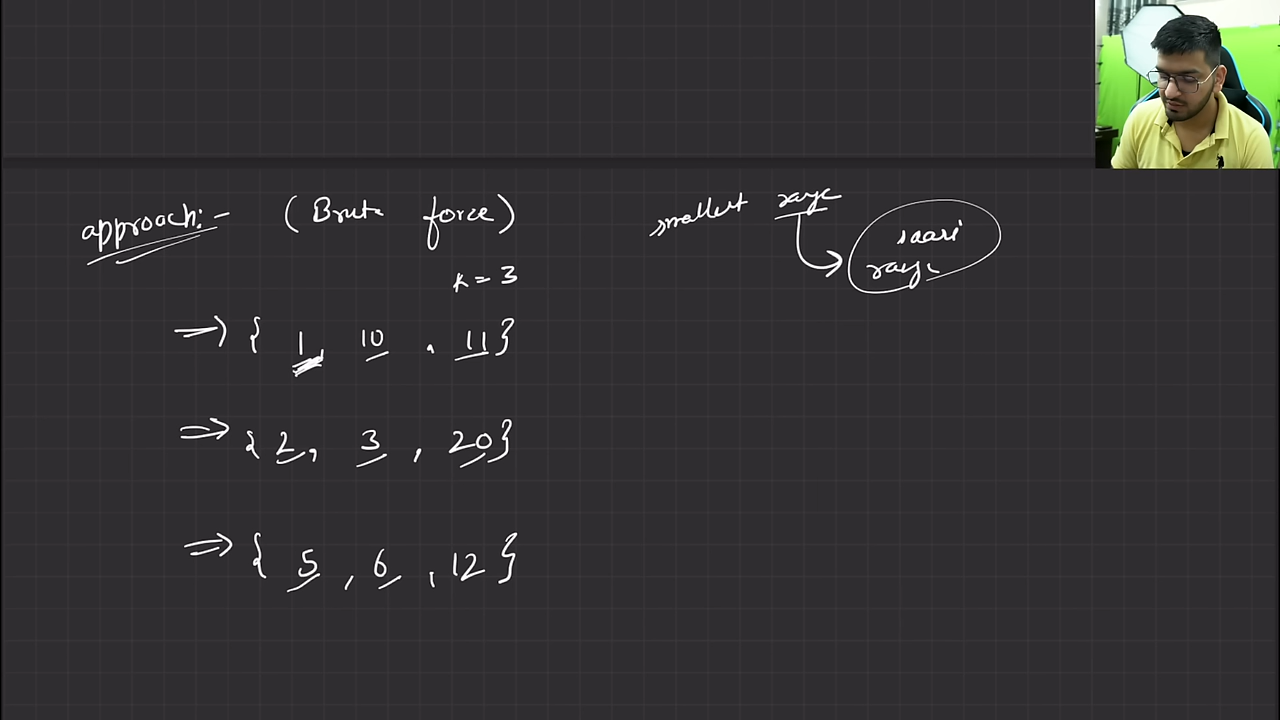 approach:- (Brute force)
smallest range
saari
range
K = 3
=> { 1, 10 , 11}
=> { 2, 3 , 20}
=> { 5 , 6 , 12 }